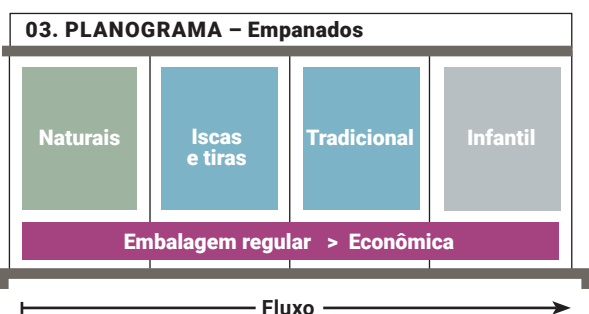 03. PLANOGRAMA – Empanados
Naturais
Iscas
e tiras
Tradicional
Infantil
Embalagem regular > Econômica
Fluxo